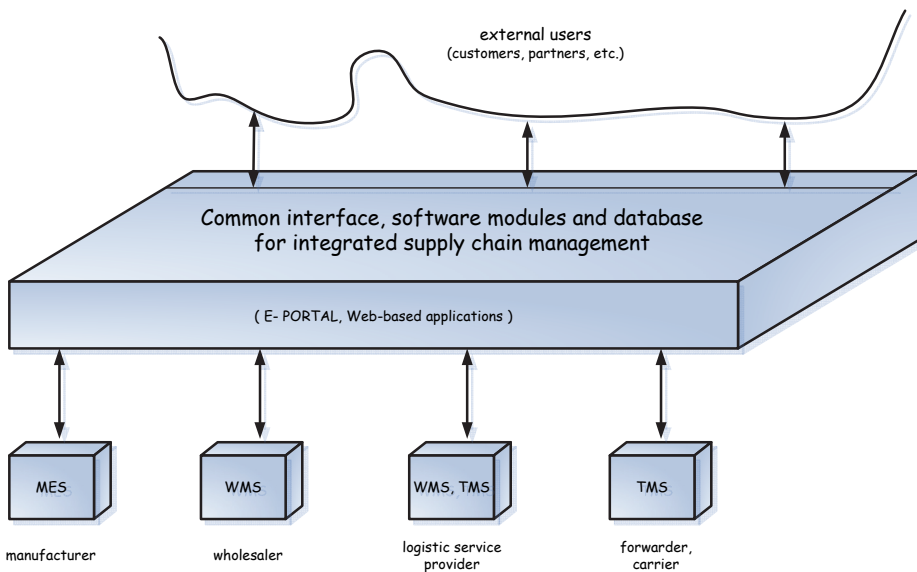 external users
(customers, partners, etc.)
Common interface, software modules and database
for integrated supply chain management
( E- PORTAL, Web-based applications )
MES
WMS
WMS, TMS
TMS
manufacturer
wholesaler
logistic service
provider
forwarder,
carrier